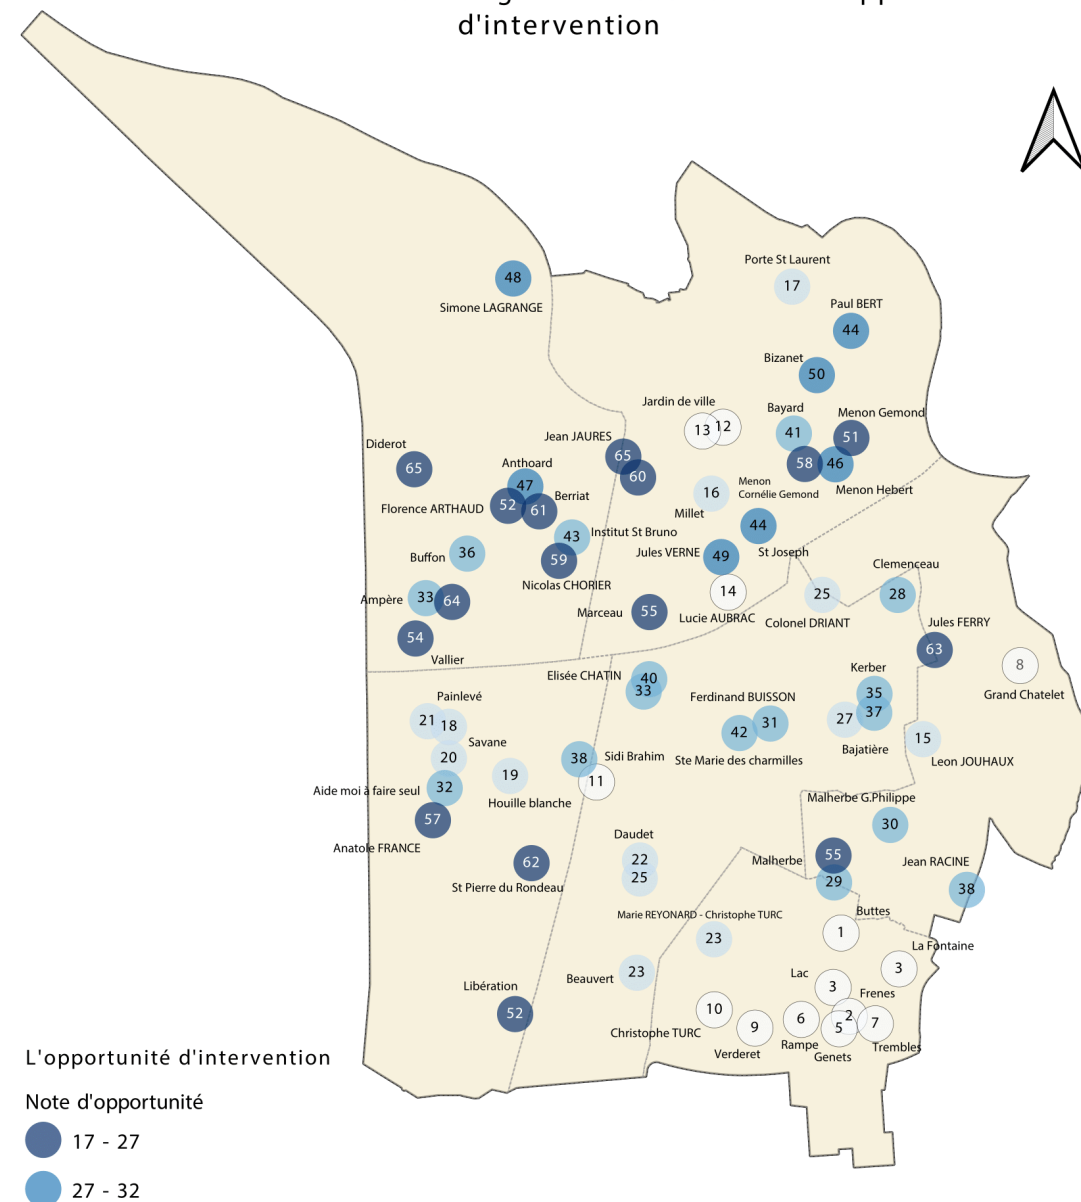 d'intervention
48
Simone LAGRANGE
Porte St Laurent
17
Paul BERT
44
Bizanet
50
Jardin de ville
13
12
Bayard
41
Menon Gemond
51
58
46
Menon
Cornélie Gemond
Menon Hebert
Jean JAURES
65
60
Diderot
65
Anthoard
47
52
61
Berriat
Florence ARTHAUD
43
Institut St Bruno
59
Nicolas CHORIER
Buffon
36
Ampère
33
64
54
Vallier
16
Millet
44
St Joseph
Jules VERNE
49
14
Lucie AUBRAC
Marceau
55
25
Colonel DRIANT
Clemenceau
28
Jules FERRY
63
8
Grand Chatelet
Elisée CHATIN
40
33
Kerber
35
37
27
Bajatière
Ferdinand BUISSON
42
31
Ste Marie des charmilles
15
Leon JOUHAUX
Painlevé
21
18
Savane
20
19
Houille blanche
38
Sidi Brahim
11
Aide moi à faire seul
32
57
Anatole FRANCE
62
St Pierre du Rondeau
Daudet
22
25
Malherbe G.Philippe
30
Malherbe
55
29
Jean RACINE
38
Marie REYONARD - Christophe TURC
23
Buttes
1
La Fontaine
3
Beauvert
23
Lac
3
Frenes
2
Libération
52
10
Christophe TURC
9
Verderet
6
Rampe
5
Genets
7
Trembles
L'opportunité d'intervention
Note d'opportunité
17 - 27
27 - 32